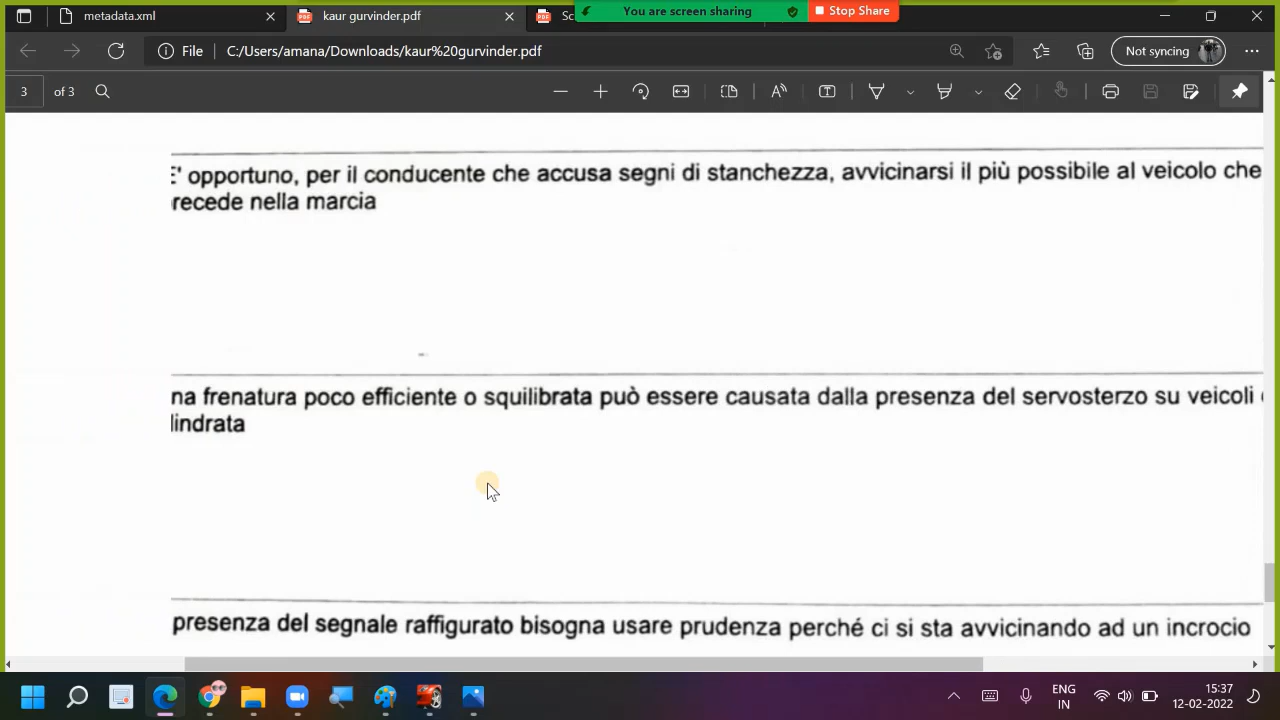 metadata.xml
kaur gurvinder.pdf
Sc
You are screen sharing
Stop Share
File
C:/Users/amana/Downloads/kaur%20gurvinder.pdf
Not syncing
3 of 3
E' opportuno, per il conducente che accusa segni di stanchezza, avvicinarsi il più possibile al veicolo che
recede nella marcia
na frenatura poco efficiente o squilibrata può essere causata dalla presenza del servosterzo su veicoli
lindrata
presenza del segnale raffigurato bisogna usare prudenza perché ci si sta avvicinando ad un incrocio
ENG
IN
15:37
12-02-2022